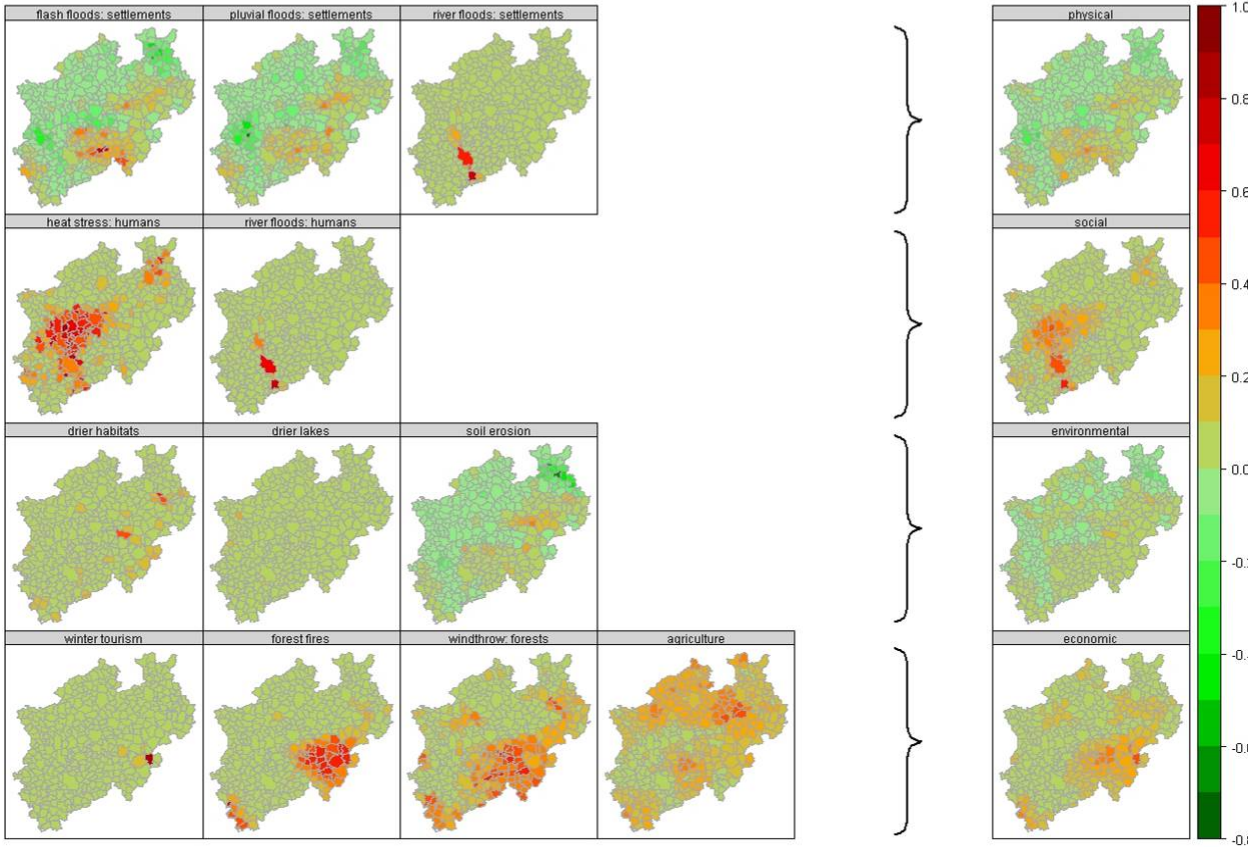 flash floods: settlements
pluvial floods: settlements
river floods: settlements
physical
heat stress: humans
river floods: humans
social
drier habitats
drier lakes
soil erosion
environmental
winter tourism
forest fires
windthrow: forests
agriculture
economic
1.0
0.8
0.6
0.4
0.2
0.0